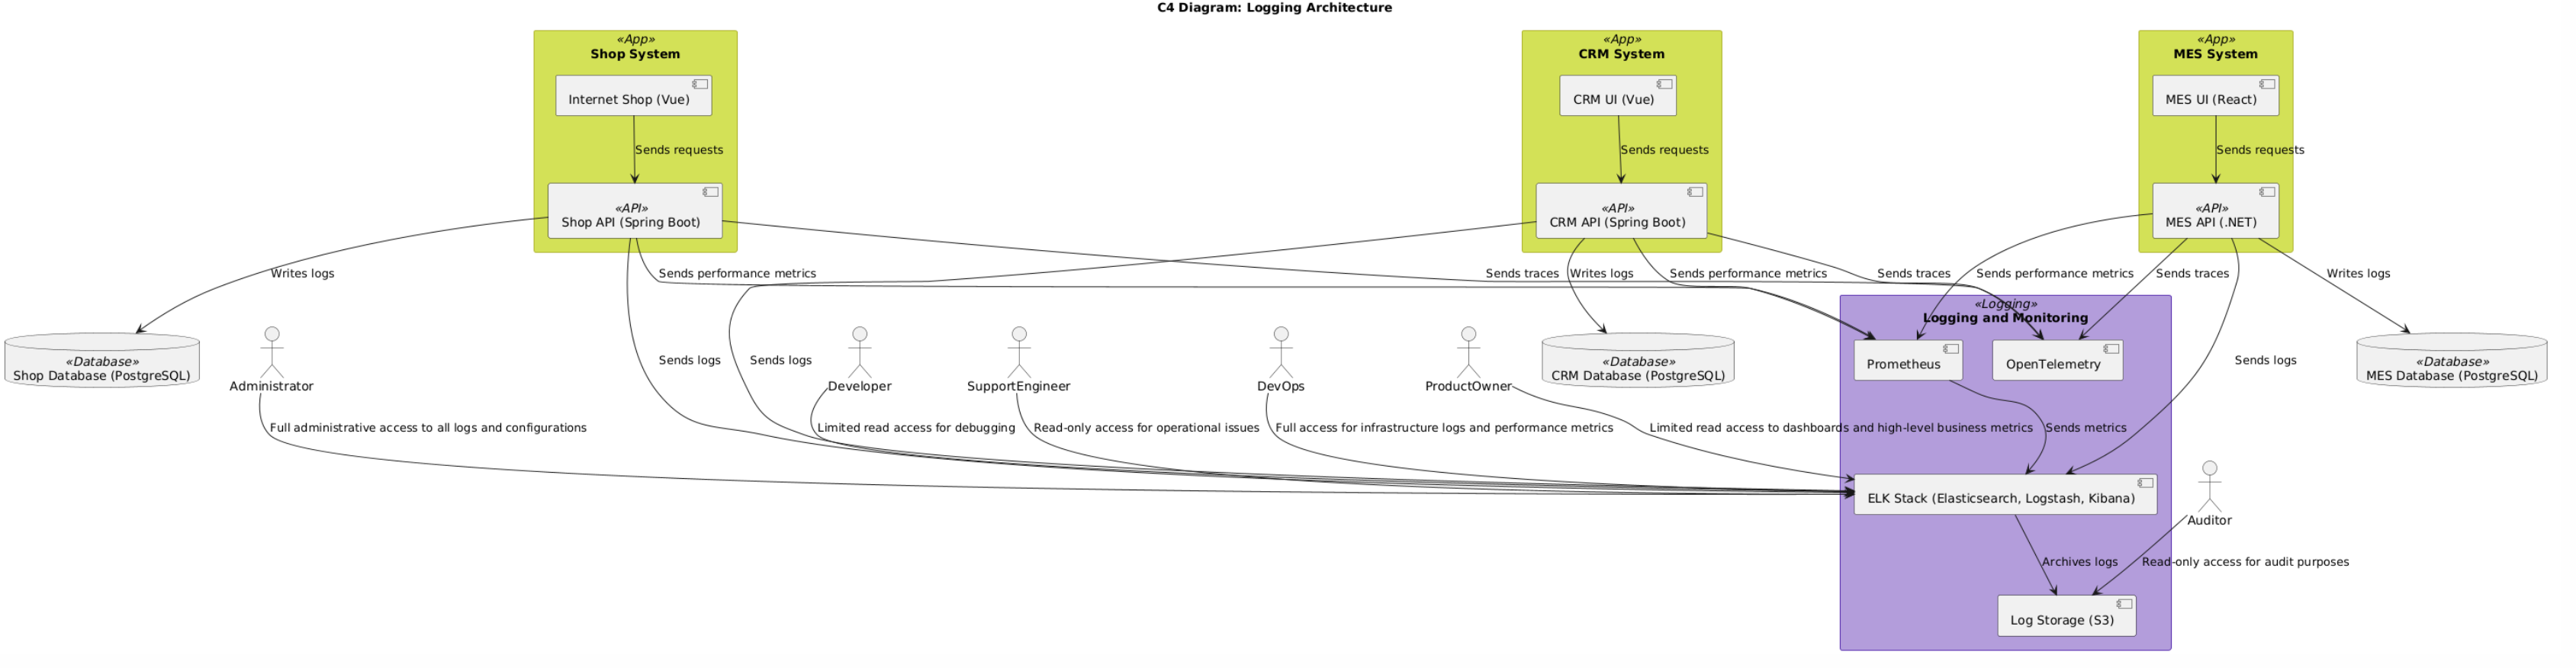 C4 Diagram: Logging Architecture
«App»
Shop System
Internet Shop (Vue)
Sends requests
«API»
Shop API (Spring Boot)
«App»
CRM System
CRM UI (Vue)
Sends requests
«API»
CRM API (Spring Boot)
«App»
MES System
MES UI (React)
Sends requests
«API»
MES API (.NET)
Writes logs
Sends performance metrics
Sends traces
Writes logs
Sends performance metrics
Sends traces
Sends performance metrics
Sends traces
Writes logs
«Logging»
Logging and Monitoring
«Database»
Shop Database (PostgreSQL)
Administrator
Sends logs
Sends logs
Developer
SupportEngineer
DevOps
ProductOwner
«Database»
CRM Database (PostgreSQL)
Prometheus
OpenTelemetry
Sends logs
«Database»
MES Database (PostgreSQL)
Full administrative access to all logs and configurations
Limited read access for debugging
Read-only access for operational issues
Full access for infrastructure logs and performance metrics
Limited read access to dashboards and high-level business metrics
Sends metrics
ELK Stack (Elasticsearch, Logstash, Kibana)
Auditor
Archives logs
Read-only access for audit purposes
Log Storage (S3)